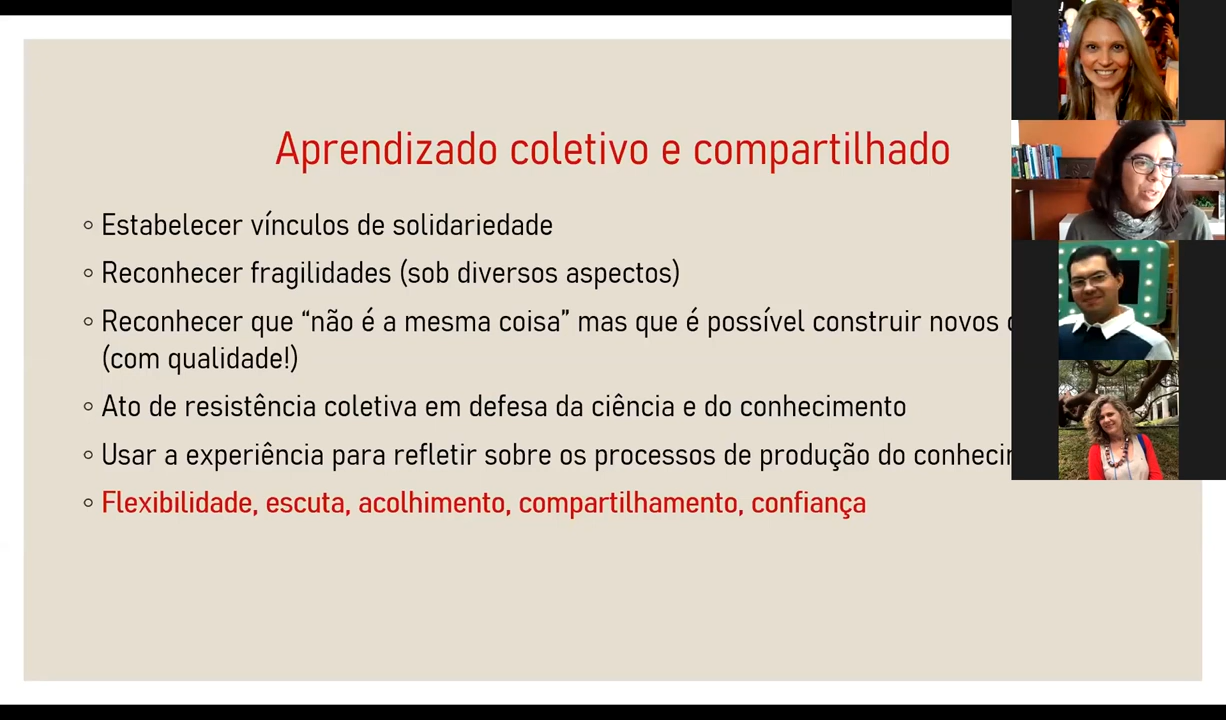 Aprendizado coletivo e compartilhado
◦ Estabelecer vínculos de solidariedade
◦ Reconhecer fragilidades (sob diversos aspectos)
◦ Reconhecer que “não é a mesma coisa” mas que é possível construir novos
(com qualidade!)
◦ Ato de resistência coletiva em defesa da ciência e do conhecimento
◦ Usar a experiência para refletir sobre os processos de produção do
◦ Flexibilidade, escuta, acolhimento, compartilhamento, confiança